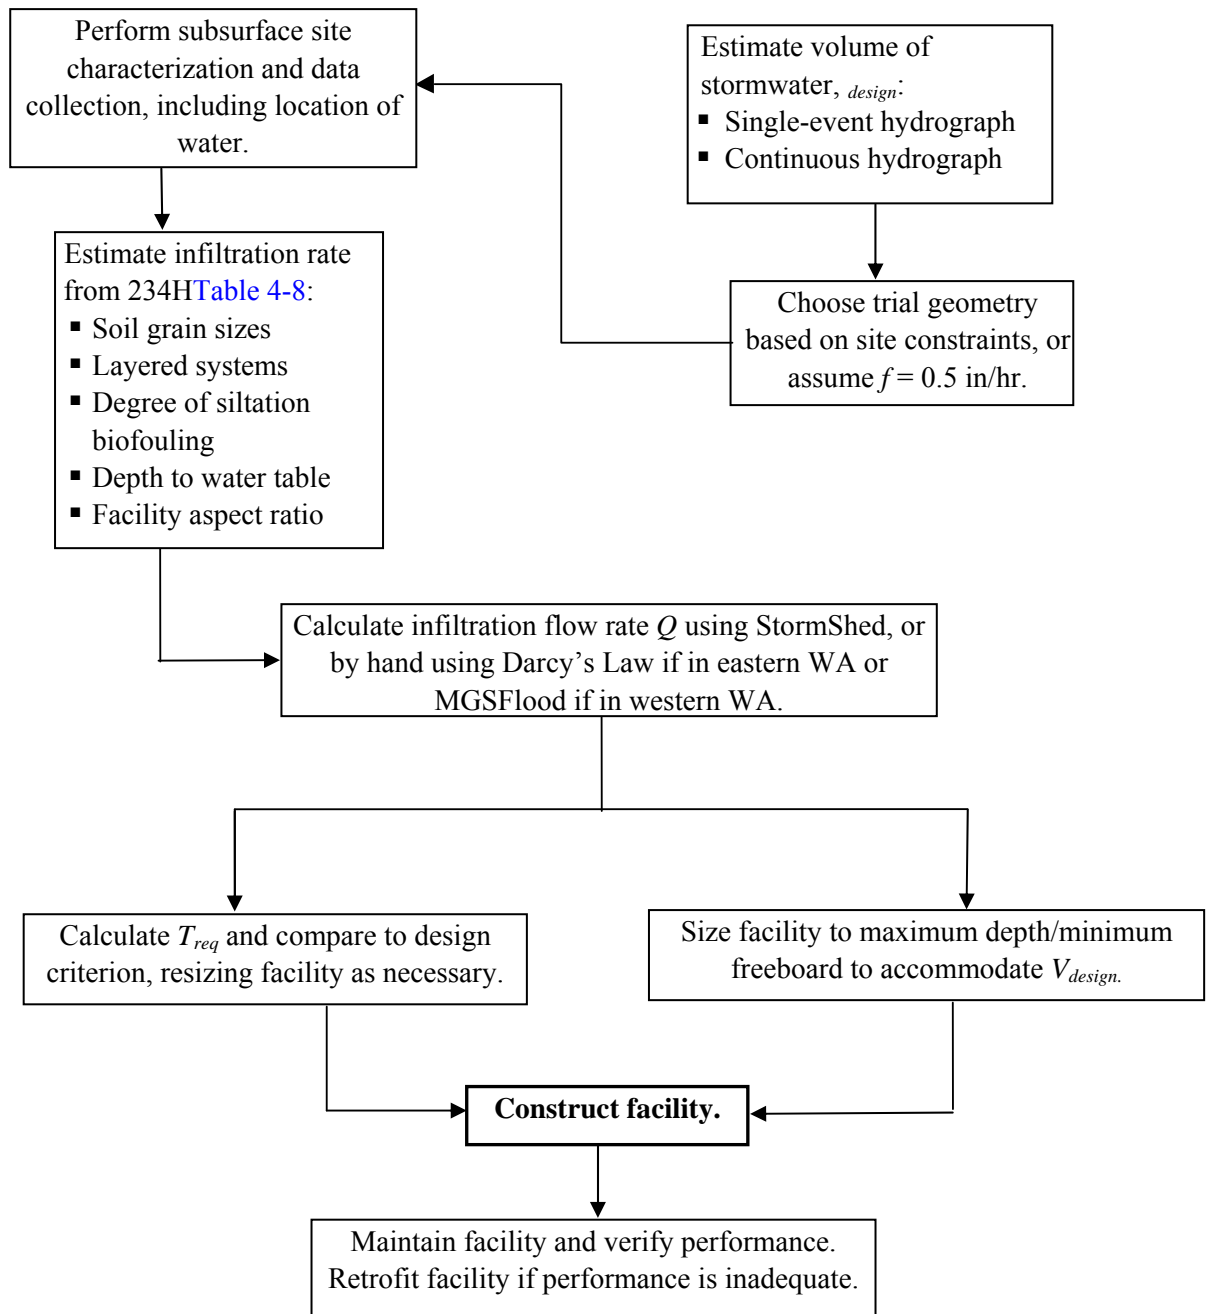 Perform subsurface site
characterization and data
collection, including location of
water.
Estimate volume of
stormwater, design:
▪ Single-event hydrograph
▪ Continuous hydrograph
Estimate infiltration rate
from 234HTable 4-8:
▪ Soil grain sizes
▪ Layered systems
▪ Degree of siltation
biofouling
▪ Depth to water table
▪ Facility aspect ratio
Choose trial geometry
based on site constraints, or
assume f = 0.5 in/hr.
Calculate infiltration flow rate Q using StormShed, or
by hand using Darcy’s Law if in eastern WA or
MGSFlood if in western WA.
Calculate Treq and compare to design
criterion, resizing facility as necessary.
Size facility to maximum depth/minimum
freeboard to accommodate Vdesign.
Construct facility.
Maintain facility and verify performance.
Retrofit facility if performance is inadequate.